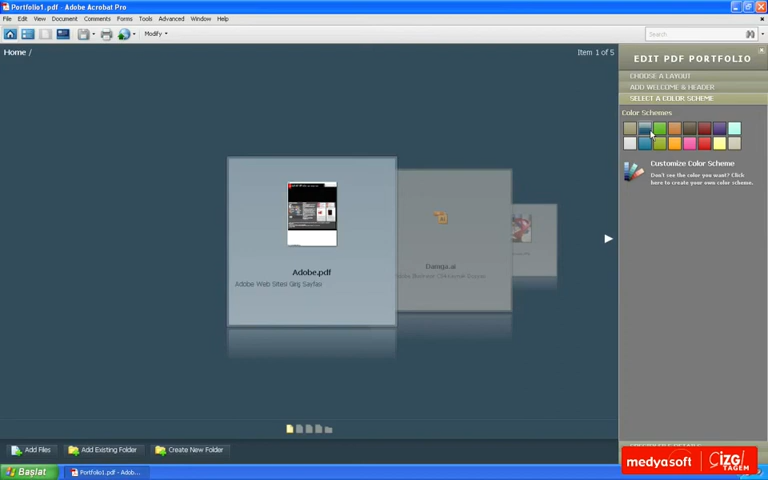 Portfolio1.pdf - Adobe Acrobat Pro
File Edit View Document Comments Forms Tools Advanced Window Help
Modify
Search
Home /
Item 1 of 5
EDIT PDF PORTFOLIO
CHOOSE A LAYOUT
ADD WELCOME & HEADER
SELECT A COLOR SCHEME
Color Schemes
Customize Color Scheme
Don't see the color you want? Click
here to create your own color scheme.
Adobe.pdf
Adobe Web Sitesi Giriş Sayfası
Damga.ai
Add Files
Add Existing Folder
Create New Folder
medyasoft
ÇİZGİ
TAGEM
Başlat
Portfolio1.pdf - Adob...